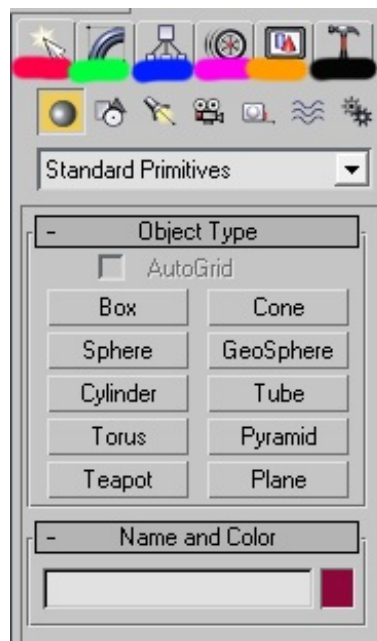 Standard Primitives
- Object Type
AutoGrid
Box Cone
Sphere GeoSphere
Cylinder Tube
Torus Pyramid
Teapot Plane
- Name and Color